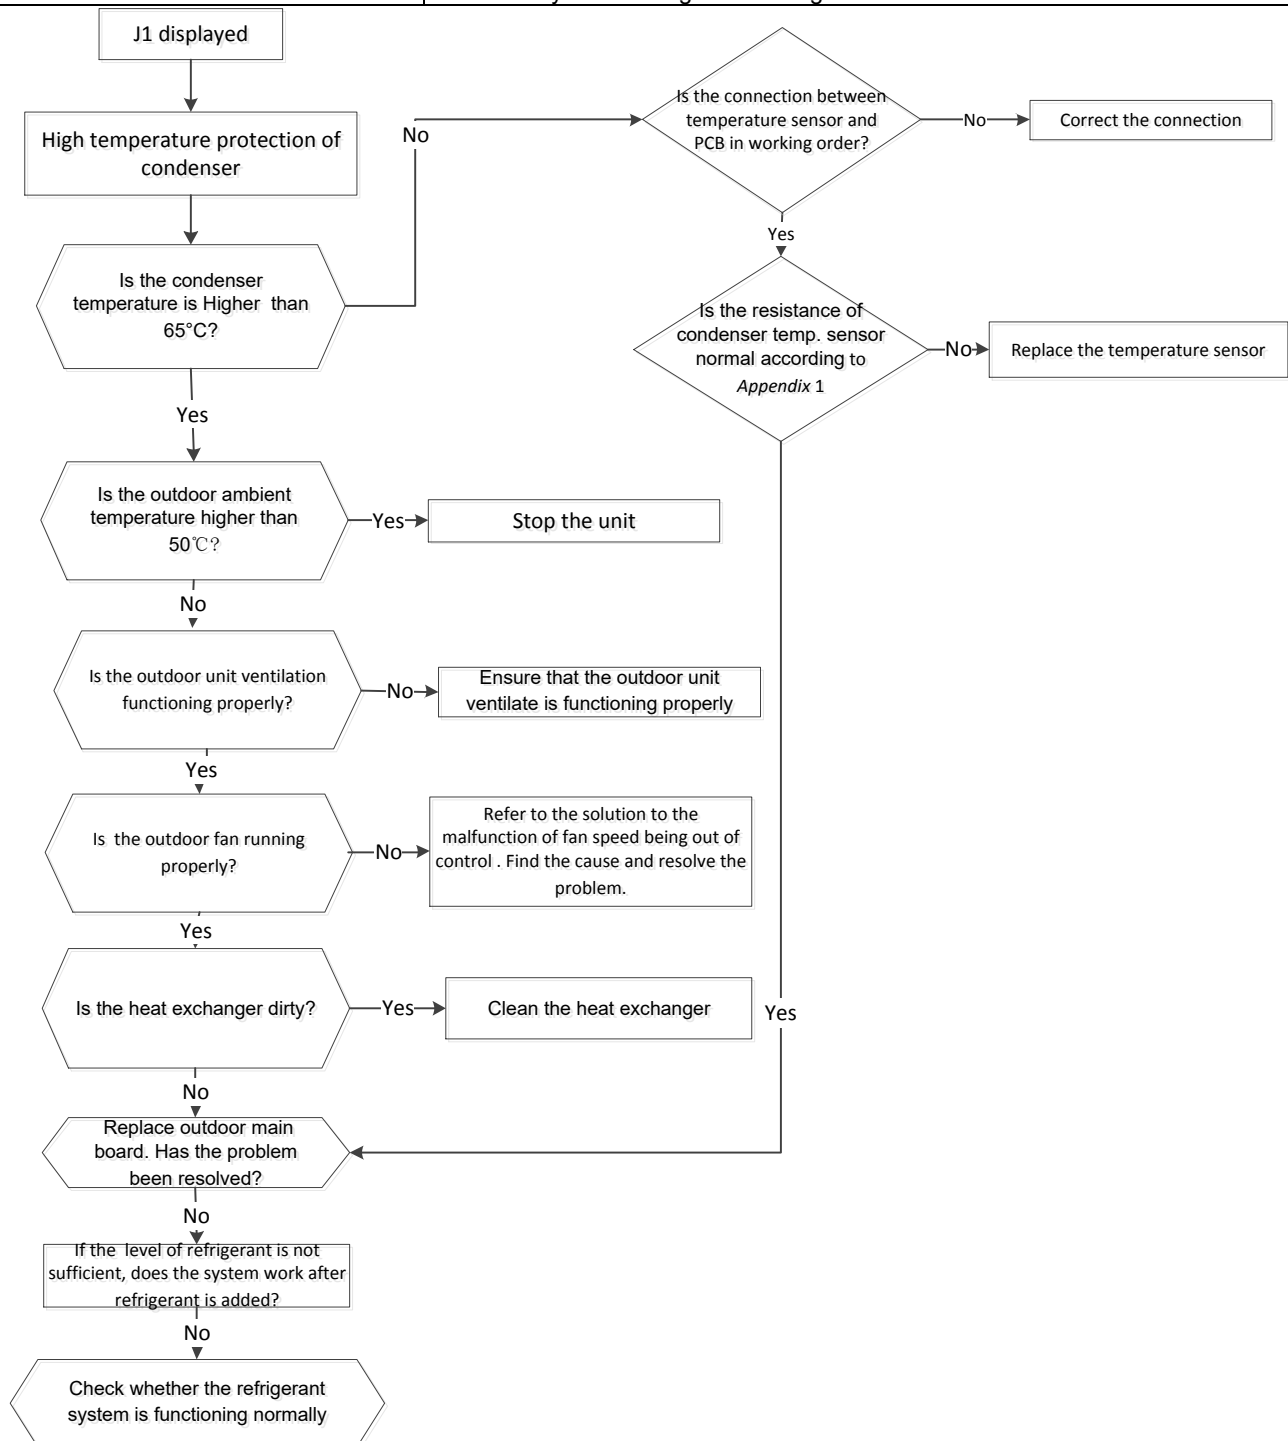 J1 displayed
High temperature protection of
condenser
Is the condenser
temperature is Higher than
65°C?
No
Is the connection between
temperature sensor and
PCB in working order?
No
Correct the connection
Yes
Is the resistance of
condenser temp. sensor
normal according to
Appendix 1
No
Replace the temperature sensor
Yes
Yes
Is the outdoor ambient
temperature higher than
50℃?
Yes
Stop the unit
No
Is the outdoor unit ventilation
functioning properly?
No
Ensure that the outdoor unit
ventilate is functioning properly
Yes
Is the outdoor fan running
properly?
No
Refer to the solution to the
malfunction of fan speed being out of
control . Find the cause and resolve the
problem.
Yes
Is the heat exchanger dirty?
Yes
Clean the heat exchanger
No
Replace outdoor main
board. Has the problem
been resolved?
No
If the level of refrigerant is not
sufficient, does the system work after
refrigerant is added?
No
Check whether the refrigerant
system is functioning normally